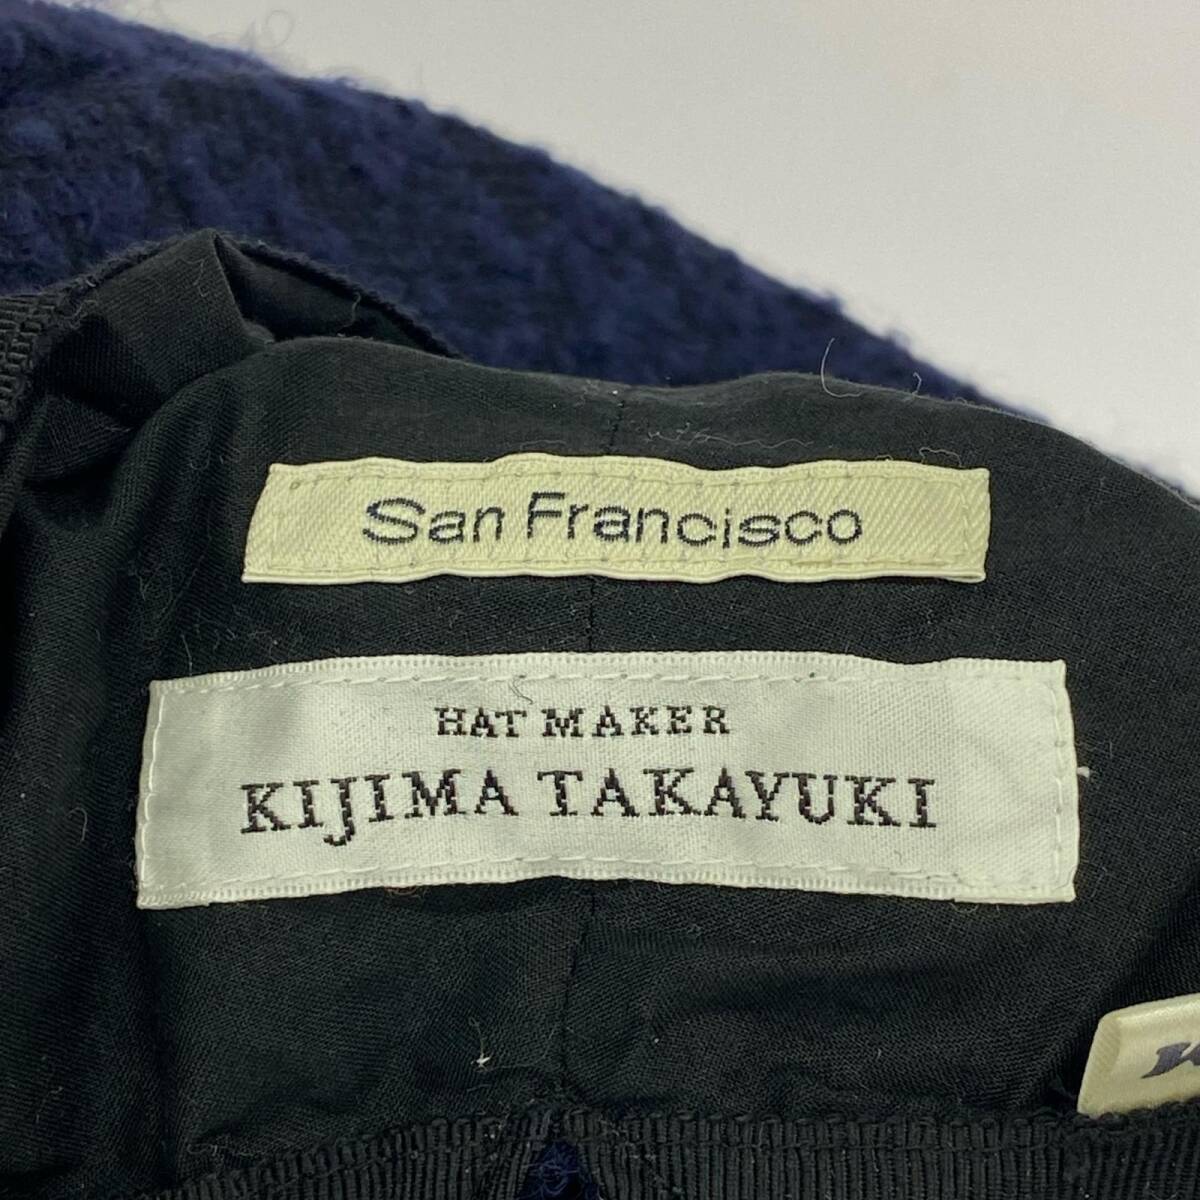 San Francisco
HAT MAKER
KIJIMA TAKAYUKI